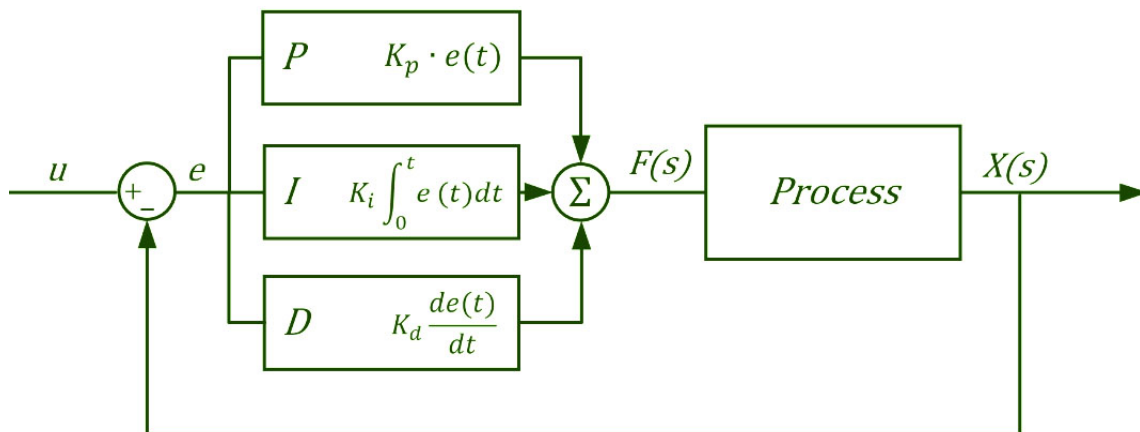 P K_p · e(t)
u
+
−
e
I K_i ∫_0^t e (t)dt
Σ
F(s)
Process
X(s)
D K_d de(t)/dt